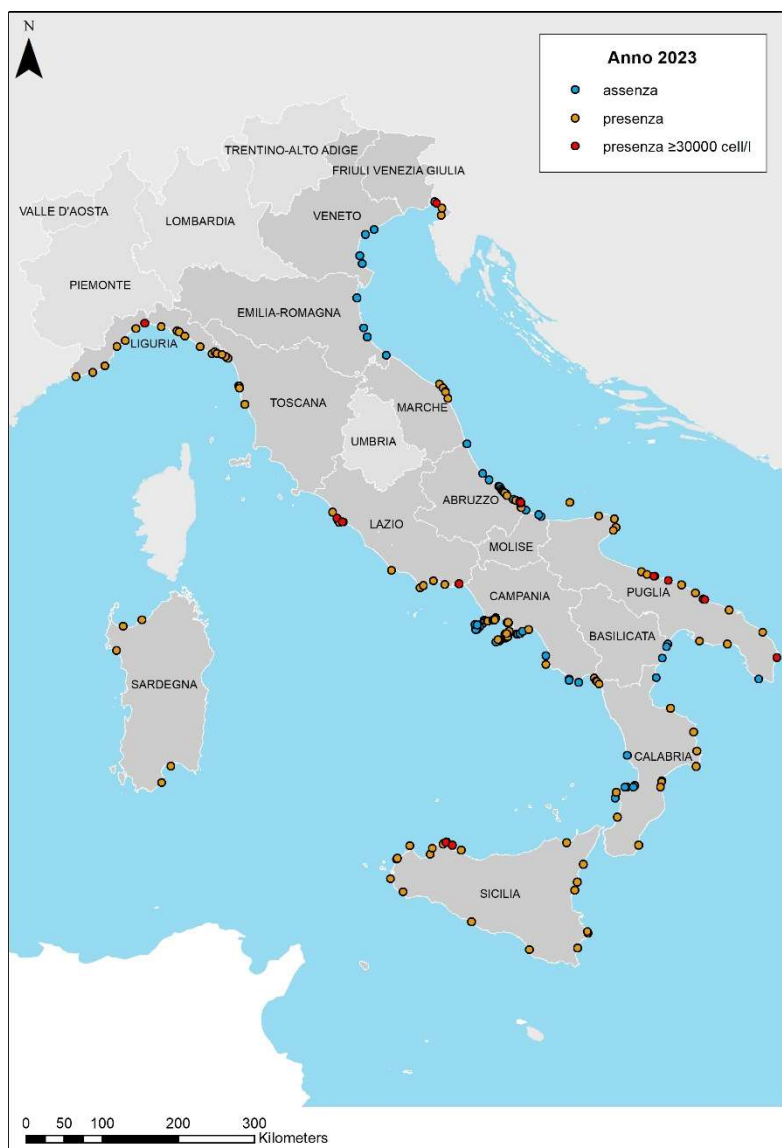 N
Anno 2023
assenza
presenza
presenza ≥30000 cell/l
TRENTINO-ALTO ADIGE
FRIULI VENEZIA GIULIA
VALLE D'AOSTA
LOMBARDIA
VENETO
PIEMONTE
EMILIA-ROMAGNA
LIGURIA
TOSCANA
MARCHE
UMBRIA
ABRUZZO
LAZIO
MOLISE
CAMPANIA
PUGLIA
BASILICATA
SARDEGNA
CALABRIA
SICILIA
0 50 100 200 300
Kilometers